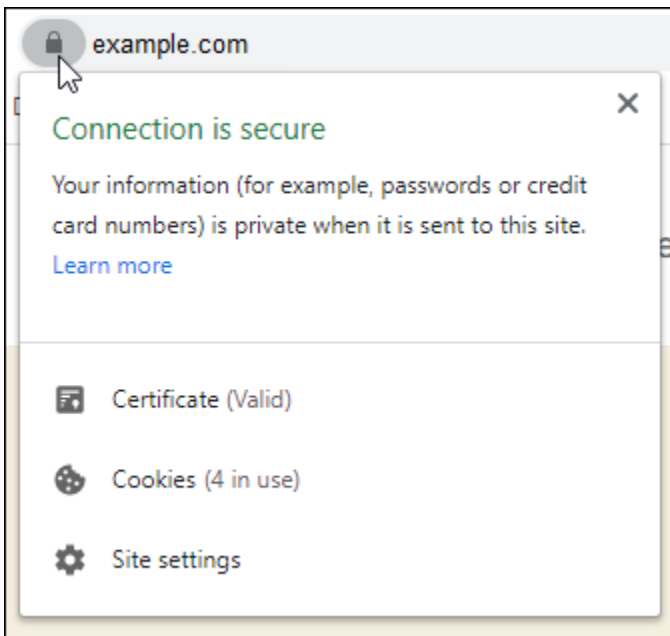 example.com
Connection is secure
Your information (for example, passwords or credit
card numbers) is private when it is sent to this site.
Learn more
Certificate (Valid)
Cookies (4 in use)
Site settings